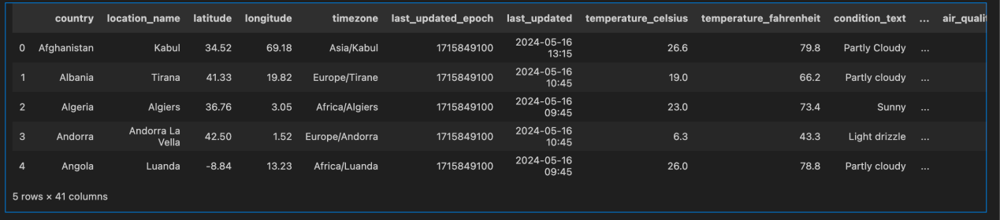 country location_name latitude longitude timezone last_updated_epoch last_updated temperature_celsius temperature_fahrenheit condition_text ... air_qualit
0 Afghanistan Kabul 34.52 69.18 Asia/Kabul 1715849100 2024-05-16 13:15 26.6 79.8 Partly Cloudy ...
1 Albania Tirana 41.33 19.82 Europe/Tirane 1715849100 2024-05-16 10:45 19.0 66.2 Partly cloudy ...
2 Algeria Algiers 36.76 3.05 Africa/Algiers 1715849100 2024-05-16 09:45 23.0 73.4 Sunny ...
3 Andorra Andorra La Vella 42.50 1.52 Europe/Andorra 1715849100 2024-05-16 10:45 6.3 43.3 Light drizzle ...
4 Angola Luanda -8.84 13.23 Africa/Luanda 1715849100 2024-05-16 09:45 26.0 78.8 Partly cloudy ...
5 rows × 41 columns